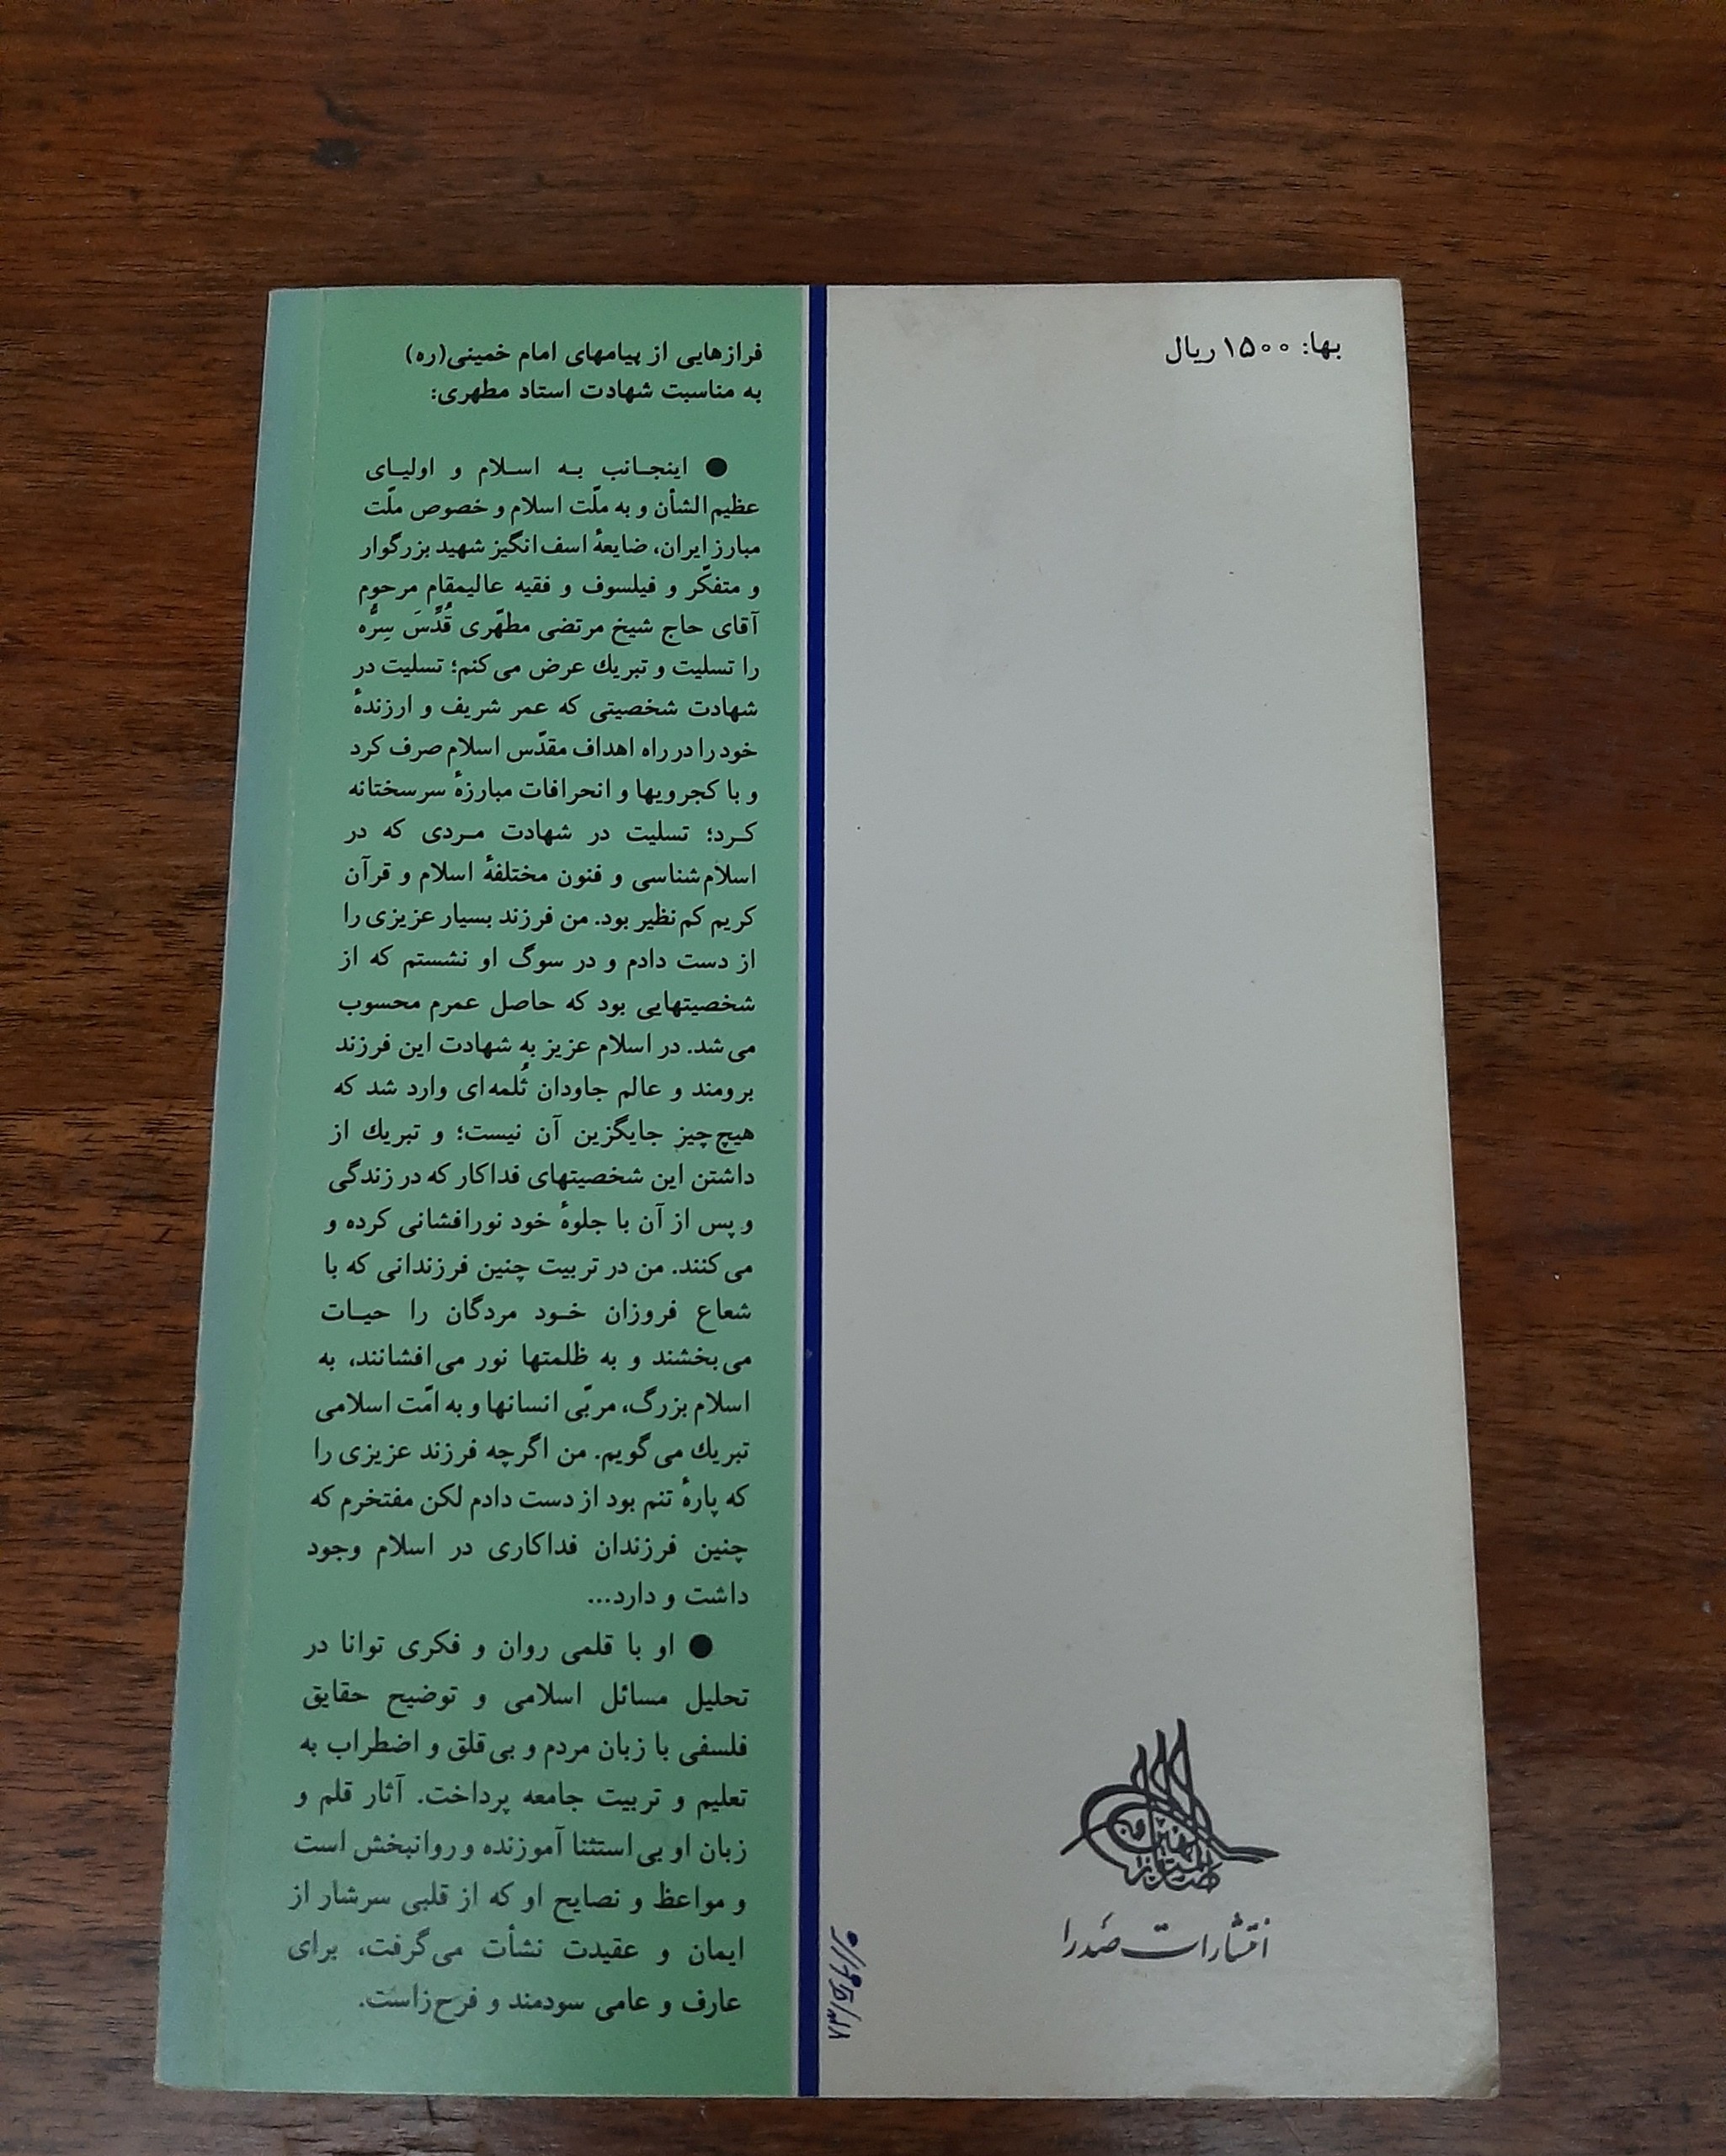 بها: ۱۵۰۰ ریال
فرازهایی از پیامهای امام خمینی(ره)
به مناسبت شهادت استاد مطهری:
● اینجـانب بـه اسـلام و اولیـای
عظیم‌الشأن و به ملّت اسلام و خصوص ملّت
مبارز ایران، ضایعهٔ اسف‌انگیز شهید بزرگوار
و متفکّر و فیلسوف و فقیه عالیمقام مرحوم
آقای حاج شیخ مرتضی مطهّری قُدِّسَ سِرُّه
را تسلیت و تبریك عرض می‌کنم؛ تسلیت در
شهادت شخصیتی که عمر شریف و ارزندهٔ
خود را در راه اهداف مقدّس اسلام صرف کرد
و با کجرویها و انحرافات مبارزهٔ سرسختانه
کـرد؛ تسلیت در شهادت مـردی که در
اسلام‌شناسی و فنون مختلفهٔ اسلام و قرآن
کریم کم‌نظیر بود. من فرزند بسیار عزیزی را
از دست دادم و در سوگ او نشستم که از
شخصیتهایی بود که حاصل عمرم محسوب
می‌شد. در اسلام عزیز به شهادت این فرزند
برومند و عالم جاودان ثُلمه‌ای وارد شد که
هیچ‌چیز جایگزین آن نیست؛ و تبریك از
داشتن این شخصیتهای فداکار که در زندگی
و پس از آن با جلوهٔ خود نورافشانی کرده و
می‌کنند. من در تربیت چنین فرزندانی که با
شعاع فروزان خـود مردگان را حیـات
می‌بخشند و به ظلمتها نور می‌افشانند، به
اسلام بزرگ، مربّی انسانها و به امّت اسلامی
تبریك می‌گویم. من اگرچه فرزند عزیزی را
که پارهٔ تنم بود از دست دادم لکن مفتخرم که
چنین فرزندان فداکاری در اسلام وجود
داشت و دارد...
● او با قلمی روان و فکری توانا در
تحلیل مسائل اسلامی و توضیح حقایق
فلسفی با زبان مردم و بی‌قلق و اضطراب به
تعلیم و تربیت جامعه پرداخت. آثار قلم و
زبان او بی‌استثنا آموزنده و روانبخش است
و مواعظ و نصایح او که از قلبی سرشار از
ایمان و عقیدت نشأت می‌گرفت، برای
عارف و عامی سودمند و فرح‌زاست.
انتشارات صدرا